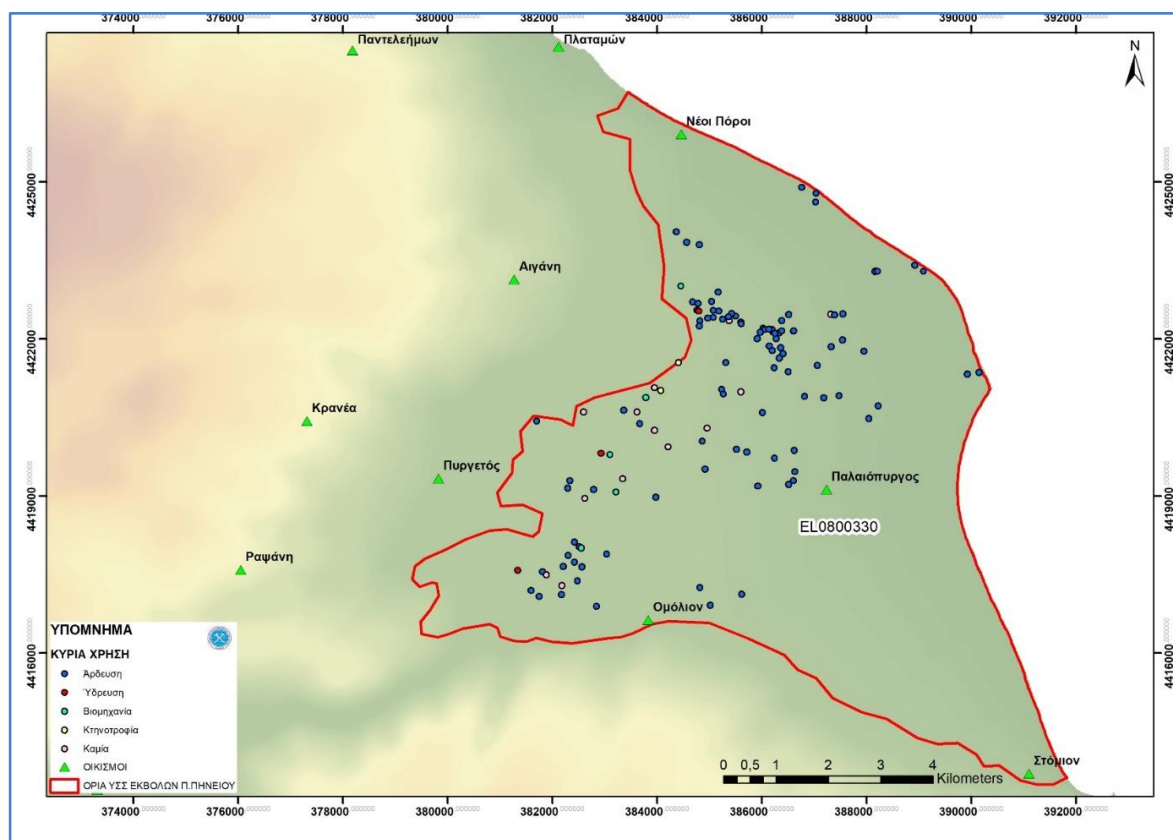 374000 376000 378000 380000 382000 384000 386000 388000 390000 392000
N
Παντελεήμων
Πλαταμών
Νέοι Πόροι
4425000
4425000
Αιγάνη
4422000
4422000
Κρανέα
Πυργετός
Παλαιόπυργος
4419000
4419000
EL0800330
Ραψάνη
Ομόλιον
4416000
4416000
Στόμιον
ΥΠΟΜΝΗΜΑ
ΚΥΡΙΑ ΧΡΗΣΗ
Άρδευση
Ύδρευση
Βιομηχανία
Κτηνοτροφία
Καμία
ΟΙΚΙΣΜΟΙ
ΟΡΙΑ ΥΣΣ ΕΚΒΟΛΩΝ Π.ΠΗΝΕΙΟΥ
0 0,5 1 2 3 4
Kilometers
374000 376000 378000 380000 382000 384000 386000 388000 390000 392000